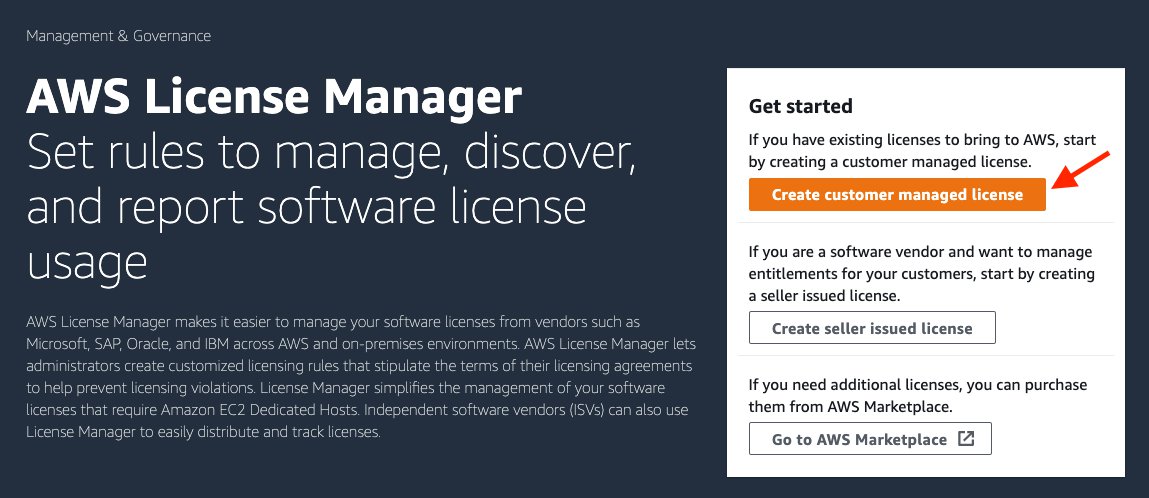 Management & Governance
AWS License Manager
Set rules to manage, discover,
and report software license
usage
AWS License Manager makes it easier to manage your software licenses from vendors such as
Microsoft, SAP, Oracle, and IBM across AWS and on-premises environments. AWS License Manager lets
administrators create customized licensing rules that stipulate the terms of their licensing agreements
to help prevent licensing violations. License Manager simplifies the management of your software
licenses that require Amazon EC2 Dedicated Hosts. Independent software vendors (ISVs) can also use
License Manager to easily distribute and track licenses.
Get started
If you have existing licenses to bring to AWS, start
by creating a customer managed license.
Create customer managed license
If you are a software vendor and want to manage
entitlements for your customers, start by creating
a seller issued license.
Create seller issued license
If you need additional licenses, you can purchase
them from AWS Marketplace.
Go to AWS Marketplace